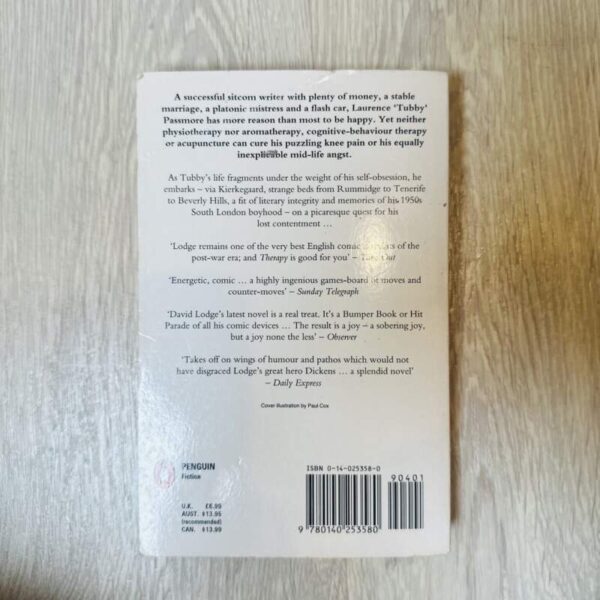 A successful sitcom writer with plenty of money, a stable
marriage, a platonic mistress and a flash car, Laurence ‘Tubby’
Passmore has more reason than most to be happy. Yet neither
physiotherapy nor aromatherapy, cognitive-behaviour therapy
or acupuncture can cure his puzzling knee pain or his equally
inexplicable mid-life angst.
As Tubby’s life fragments under the weight of his self-obsession, he
embarks – via Kierkegaard, strange beds from Rummidge to Tenerife
to Beverly Hills, a fit of literary integrity and memories of his 1950s
South London boyhood – on a picaresque quest for his
lost contentment ...
‘Lodge remains one of the very best English comic novelists of the
post-war era; and Therapy is good for you’ – Time Out
‘Energetic, comic ... a highly ingenious games-board of moves and
counter-moves’ – Sunday Telegraph
‘David Lodge’s latest novel is a real treat. It’s a Bumper Book or Hit
Parade of all his comic devices ... The result is a joy – a sobering joy,
but a joy none the less’ – Observer
‘Takes off on wings of humour and pathos which would not
have disgraced Lodge’s great hero Dickens ... a splendid novel’
– Daily Express
Cover illustration by Paul Cox
PENGUIN
Fiction
U.K. £6.99
AUST. $13.95
(recommended)
CAN. $13.99
ISBN 0-14-025358-0
90401
9 780140 253580